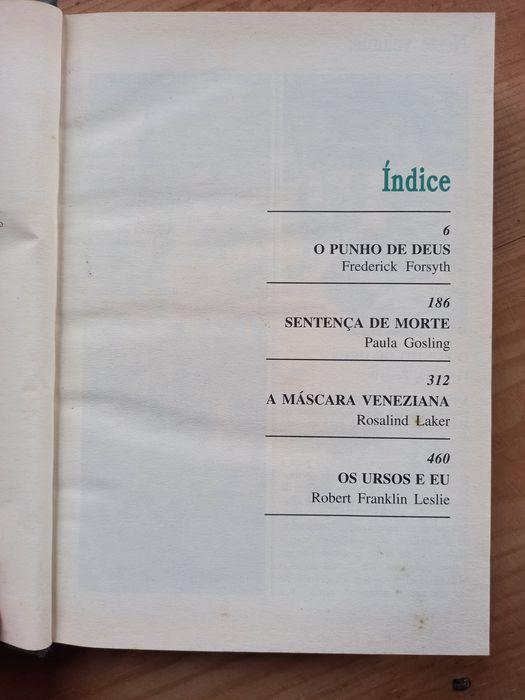 Índice
6
O PUNHO DE DEUS
Frederick Forsyth
186
SENTENÇA DE MORTE
Paula Gosling
312
A MÁSCARA VENEZIANA
Rosalind Laker
460
OS URSOS E EU
Robert Franklin Leslie